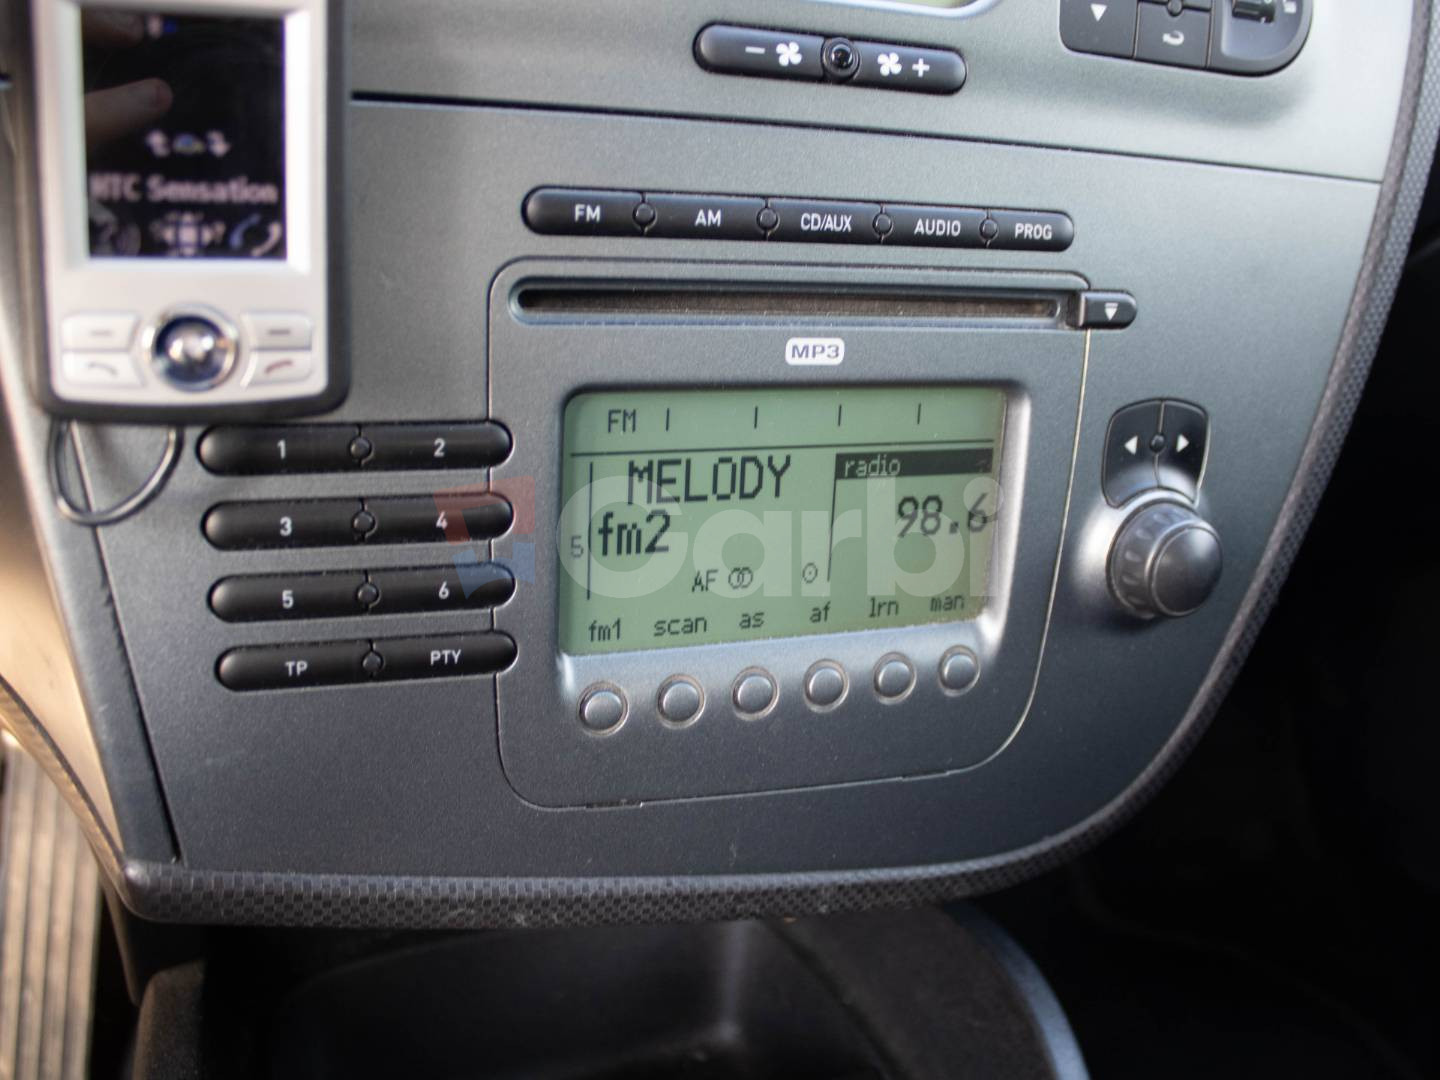 HTC Sensation
- +
FM AM CD/AUX AUDIO PROG
MP3
1 2
3 4
5 6
TP PTY
FM
MELODY radio
fm2 98.6
5
AF
fm1 scan as af lrn man
Garbi